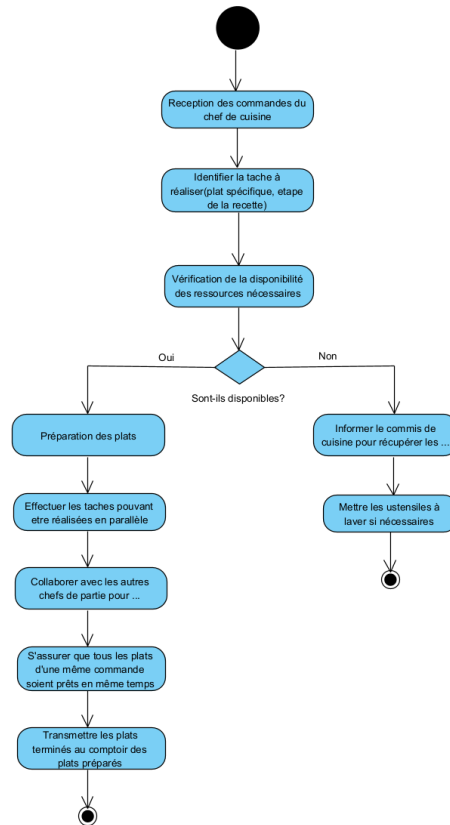 Reception des commandes du
chef de cuisine
Identifier la tache à
réaliser(plat spécifique, etape
de la recette)
Vérification de la disponibilité
des ressources nécessaires
Oui
Non
Sont-ils disponibles?
Préparation des plats
Informer le commis de
cuisine pour récupérer les ...
Effectuer les taches pouvant
etre réalisées en parallèle
Mettre les ustensiles à
laver si nécessaires
Collaborer avec les autres
chefs de partie pour ...
S'assurer que tous les plats
d'une même commande
soient prêts en même temps
Transmettre les plats
terminés au comptoir des
plats préparés